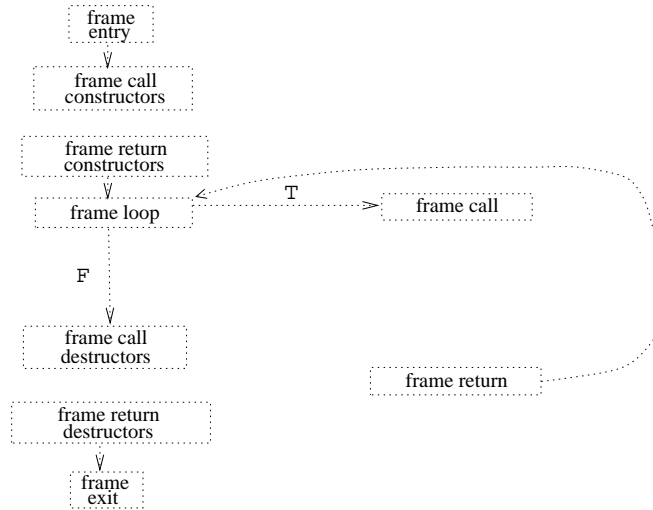 frame
entry
frame call
constructors
frame return
constructors
frame loop
T
frame call
F
frame call
destructors
frame return
frame return
destructors
frame
exit